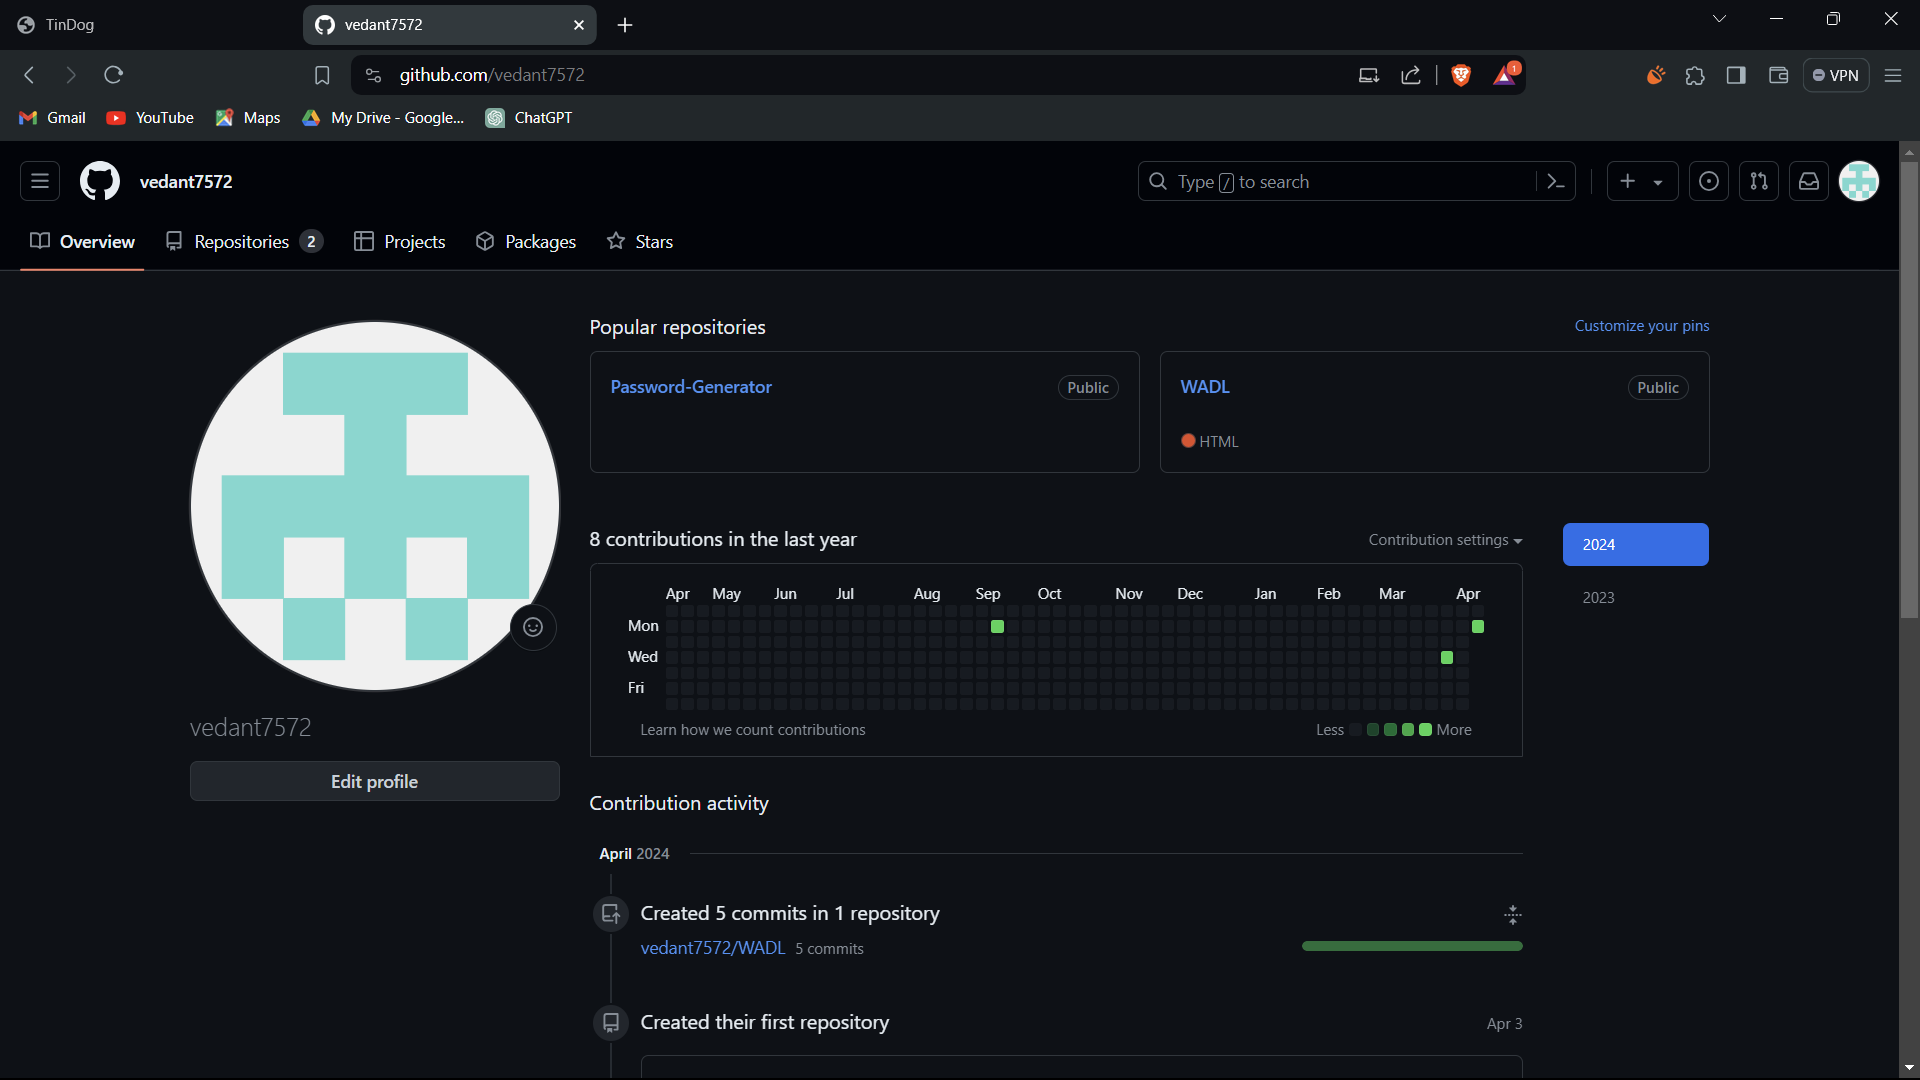 TinDog
vedant7572
github.com/vedant7572
1
VPN
Gmail
YouTube
Maps
My Drive - Google...
ChatGPT
vedant7572
Type / to search
Overview
Repositories 2
Projects
Packages
Stars
Popular repositories
Customize your pins
Password-Generator
Public
WADL
Public
HTML
8 contributions in the last year
Contribution settings
2024
2023
Apr May Jun Jul Aug Sep Oct Nov Dec Jan Feb Mar Apr
Mon
Wed
Fri
Learn how we count contributions
Less More
vedant7572
Edit profile
Contribution activity
April 2024
Created 5 commits in 1 repository
vedant7572/WADL 5 commits
Created their first repository
Apr 3